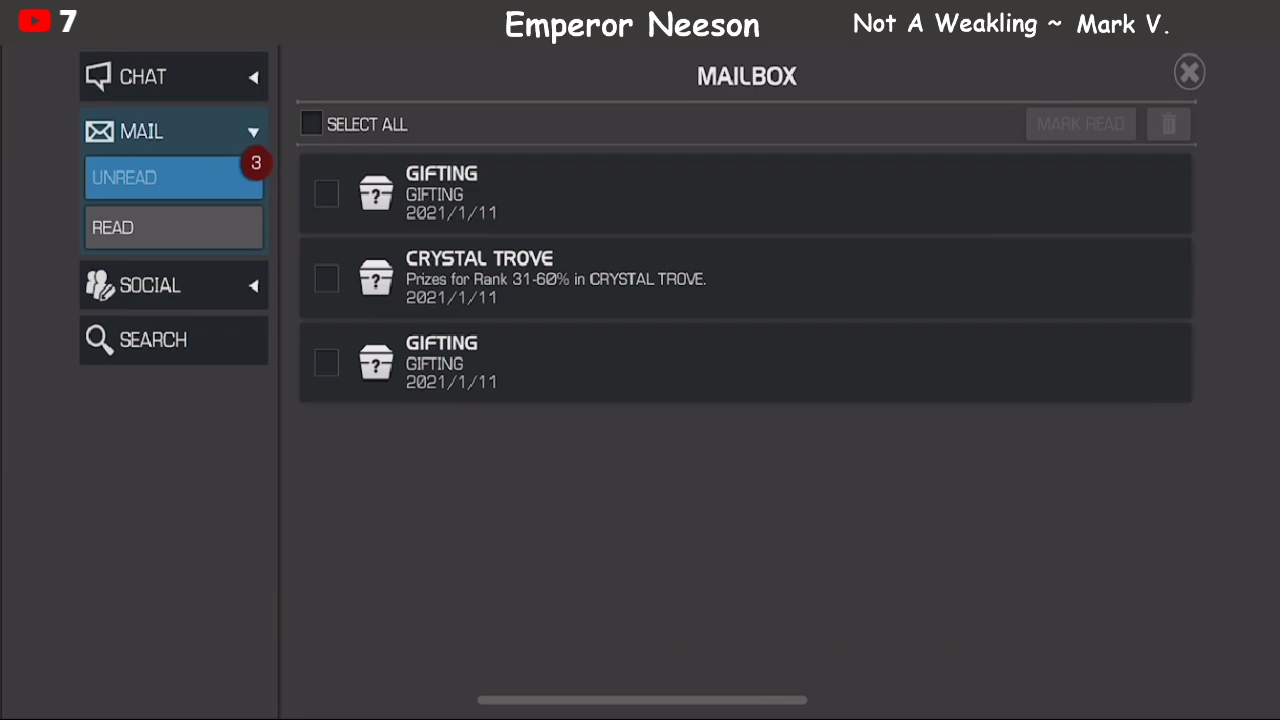 7
Emperor Neeson
Not A Weakling ~ Mark V.
CHAT
MAIL
3
UNREAD
READ
SOCIAL
SEARCH
MAILBOX
SELECT ALL
MARK READ
GIFTING
GIFTING
2021/1/11
CRYSTAL TROVE
Prizes for Rank 31-60% in CRYSTAL TROVE.
2021/1/11
GIFTING
GIFTING
2021/1/11